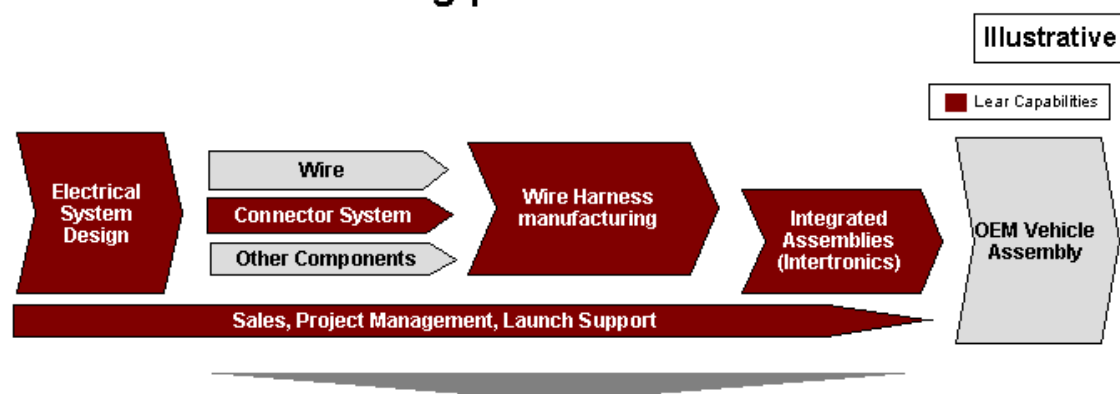 Illustrative
Lear Capabilities
Electrical
System
Design
Wire
Connector System
Other Components
Wire Harness
manufacturing
Integrated
Assemblies
(Intertronics)
OEM Vehicle
Assembly
Sales, Project Management, Launch Support